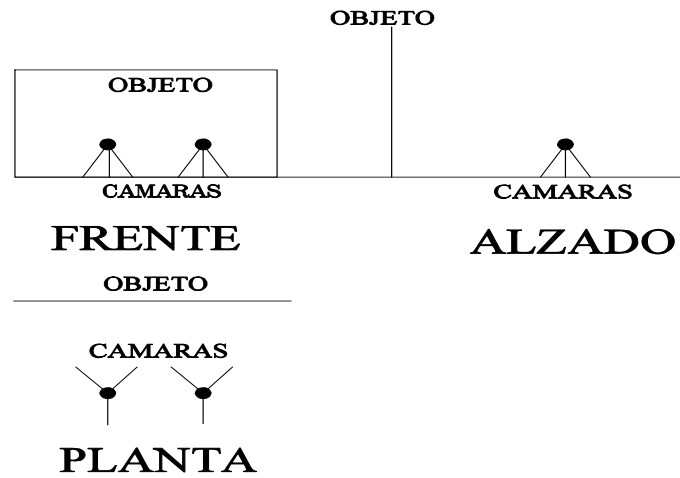 OBJETO
OBJETO
CAMARAS
CAMARAS
FRENTE
ALZADO
OBJETO
CAMARAS
PLANTA